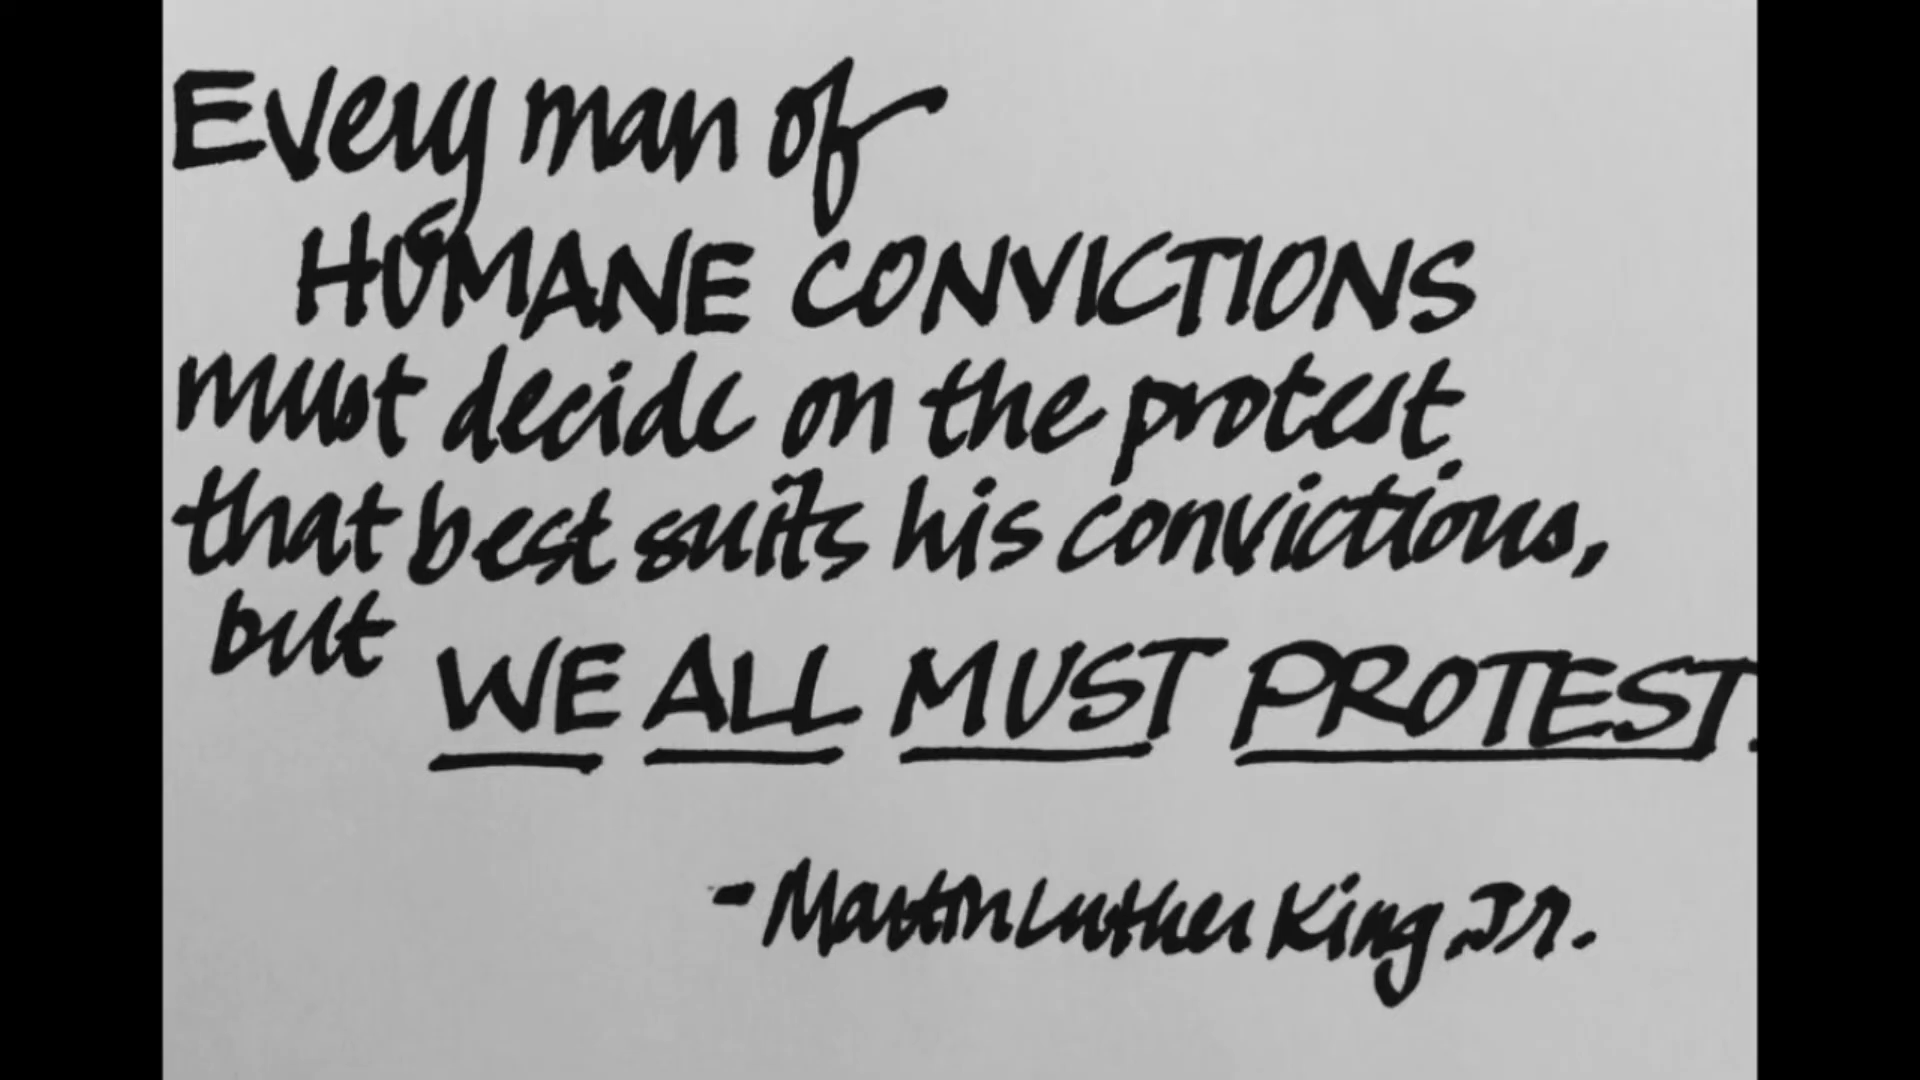 Every man of
HUMANE CONVICTIONS
must decide on the protest
that best suits his convictions,
but WE ALL MUST PROTEST.
- Martin Luther King Jr.